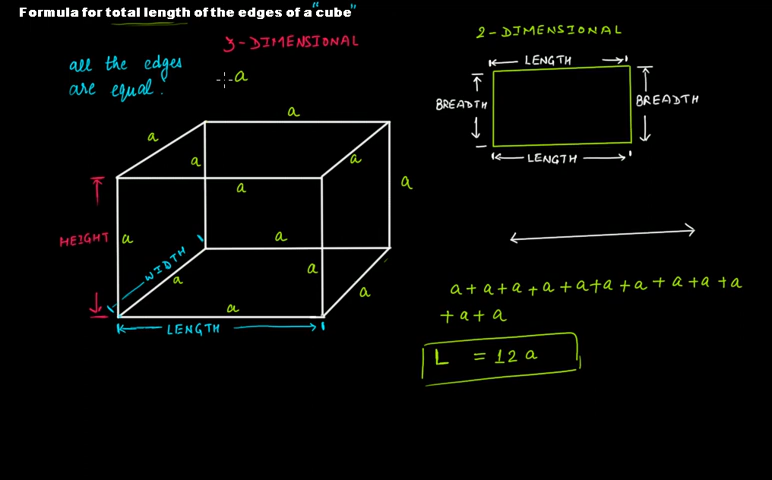 Formula for total length of the edges of a "cube"
3-DIMENSIONAL
all the edges
are equal.
a
a
a
a
a
a
a
a
a
a
a
a
a
HEIGHT
WIDTH
LENGTH
2-DIMENSIONAL
LENGTH
BREADTH
BREADTH
LENGTH
a+a+a+a+a+a+a+a+a+a
+a+a
L = 12 a